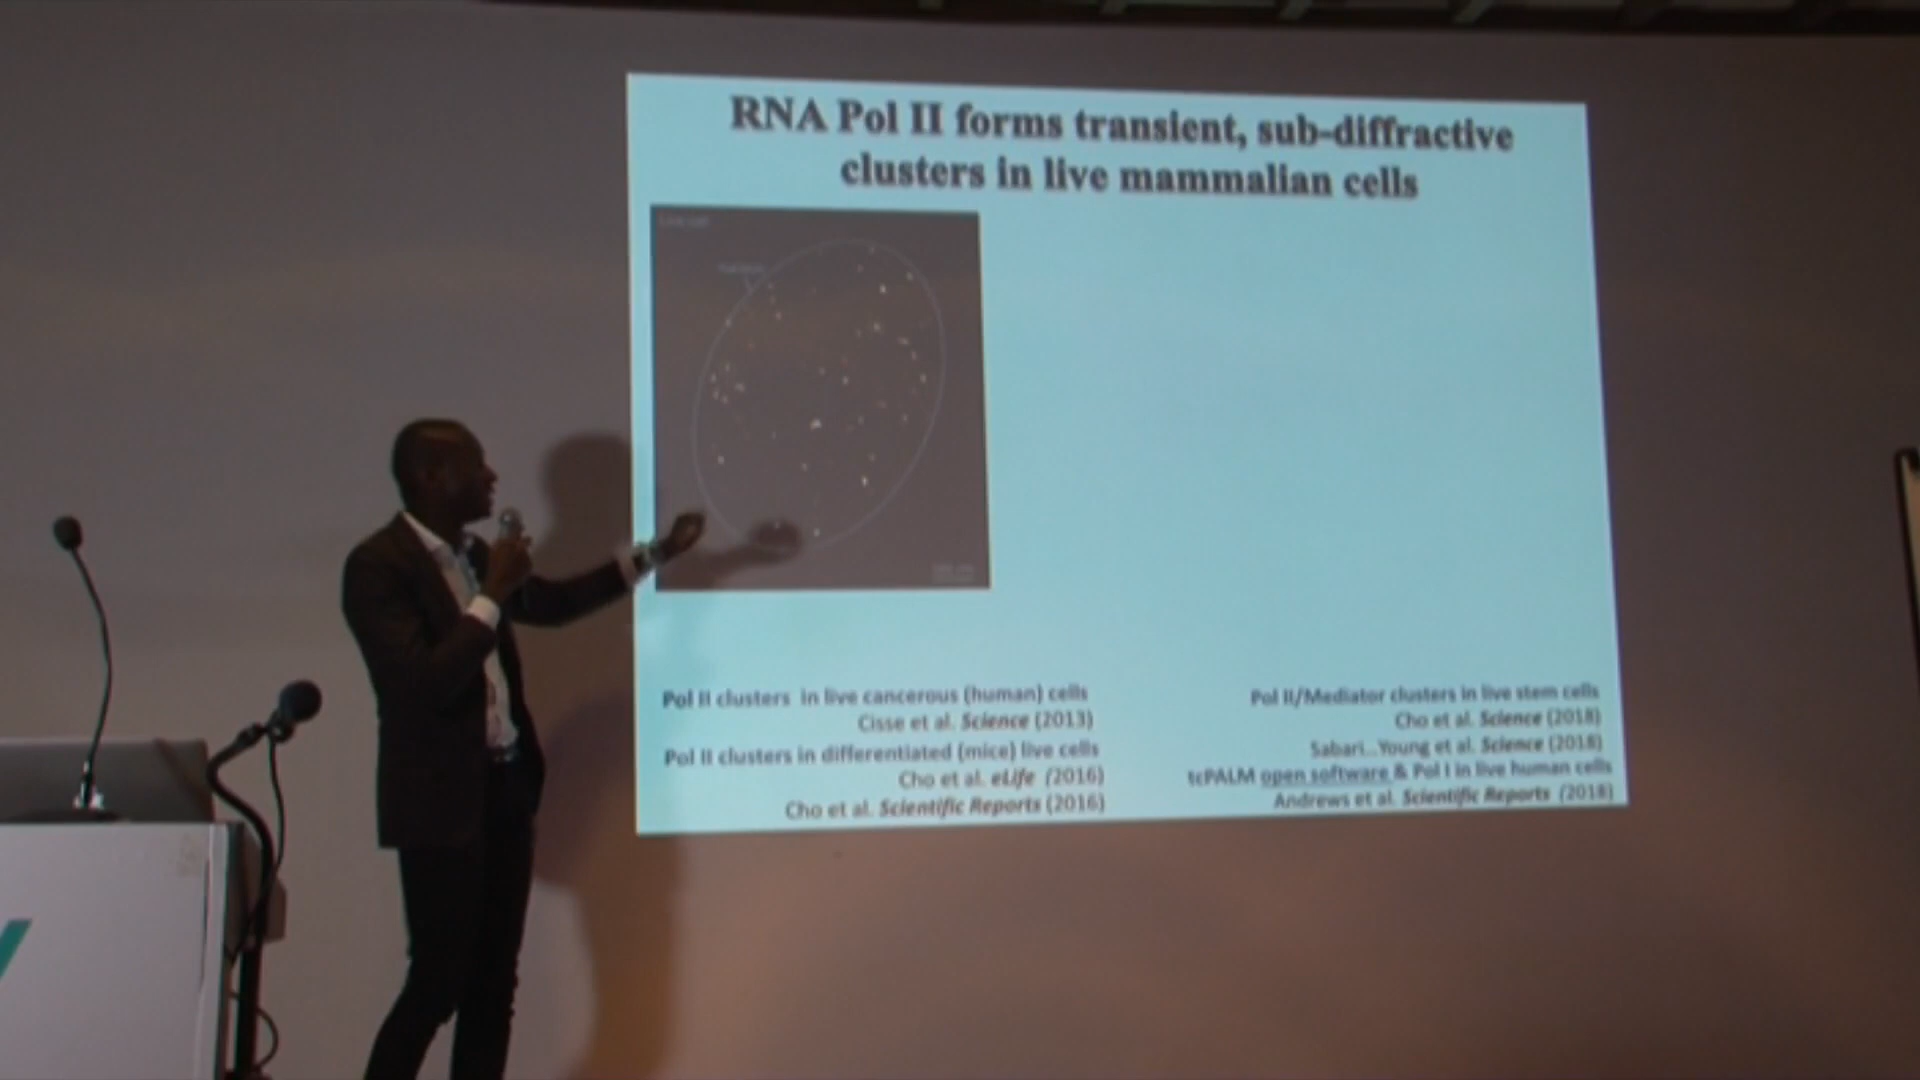 RNA Pol II forms transient, sub-diffractive
clusters in live mammalian cells
Pol II clusters in live cancerous (human) cells
Cisse et al. Science (2013)
Pol II clusters in differentiated (mice) live cells
Cho et al. eLife (2016)
Cho et al. Scientific Reports (2016)
Pol II/Mediator clusters in live stem cells
Cho et al. Science (2018)
Sabari...Young et al. Science (2018)
tcPALM open software & Pol I in live human cells
Andrews et al. Scientific Reports (2018)